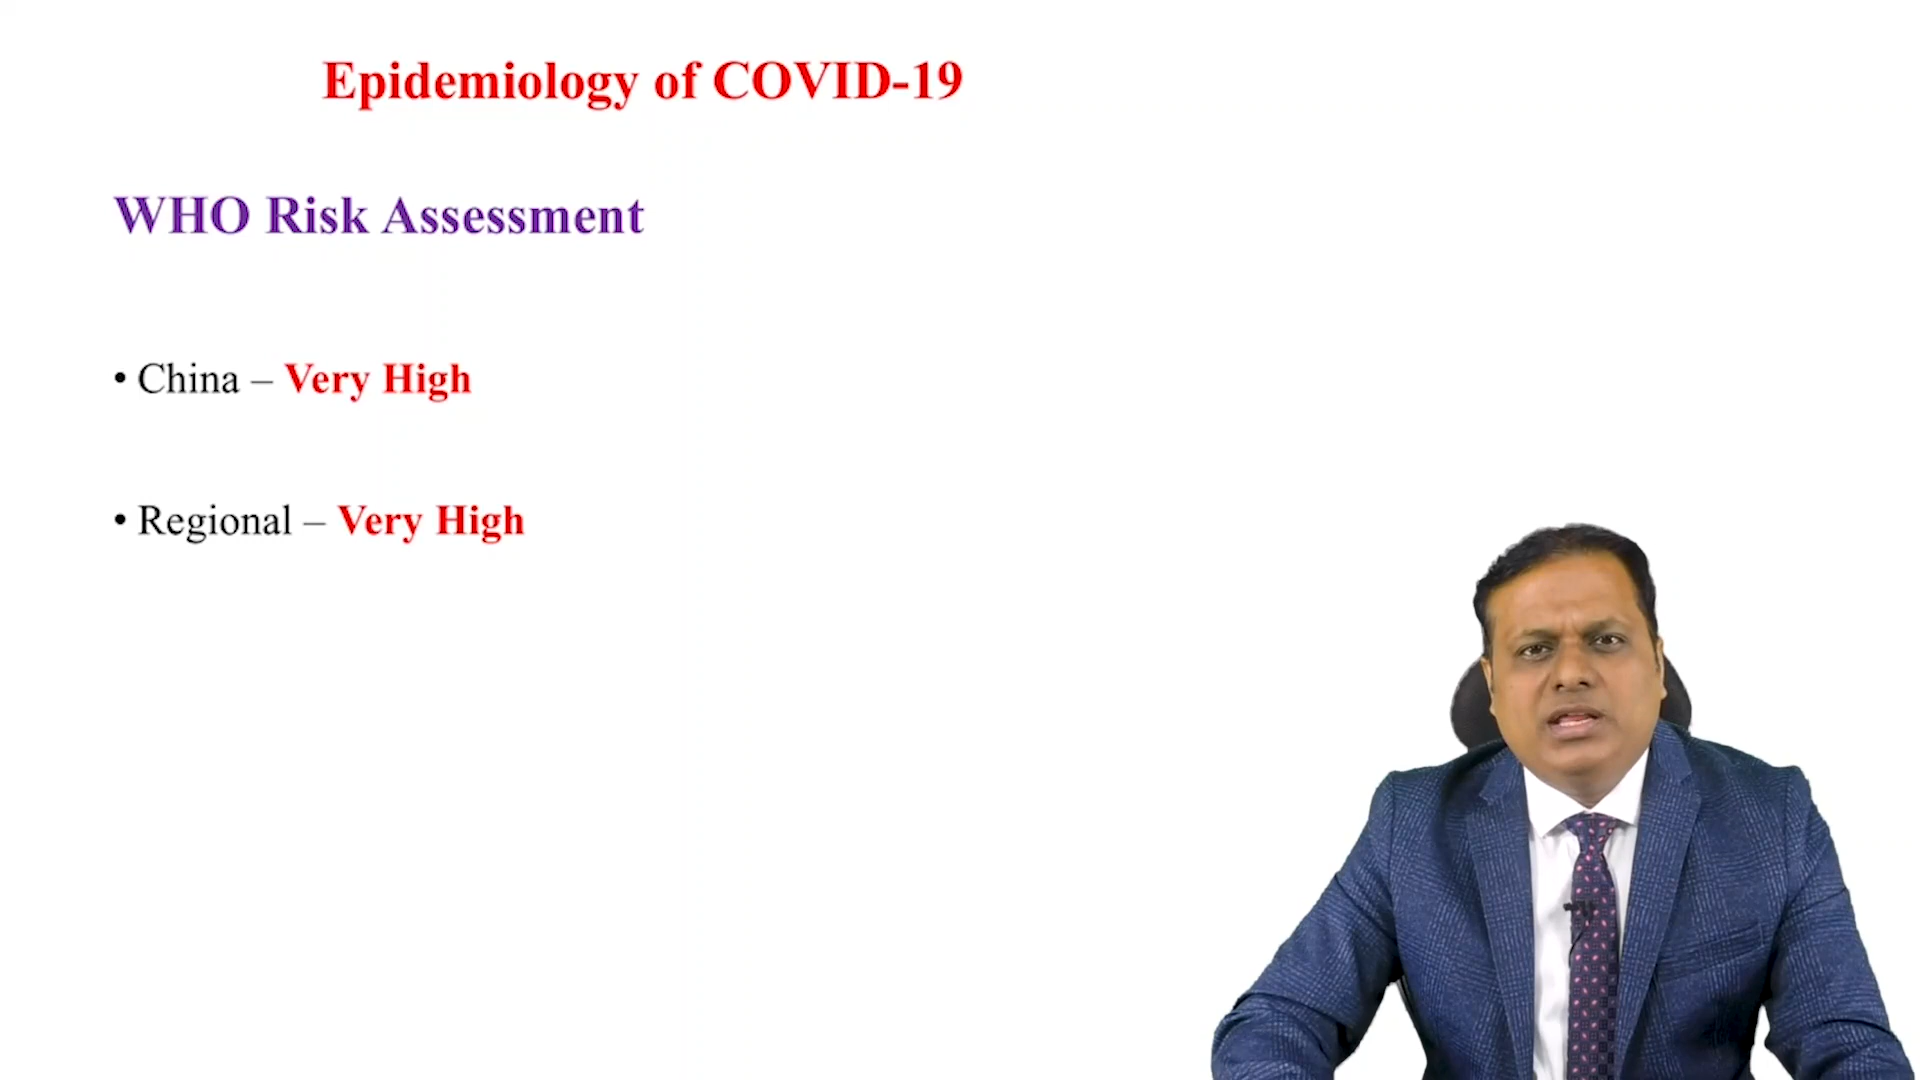 Epidemiology of COVID-19
WHO Risk Assessment
• China – Very High
• Regional – Very High